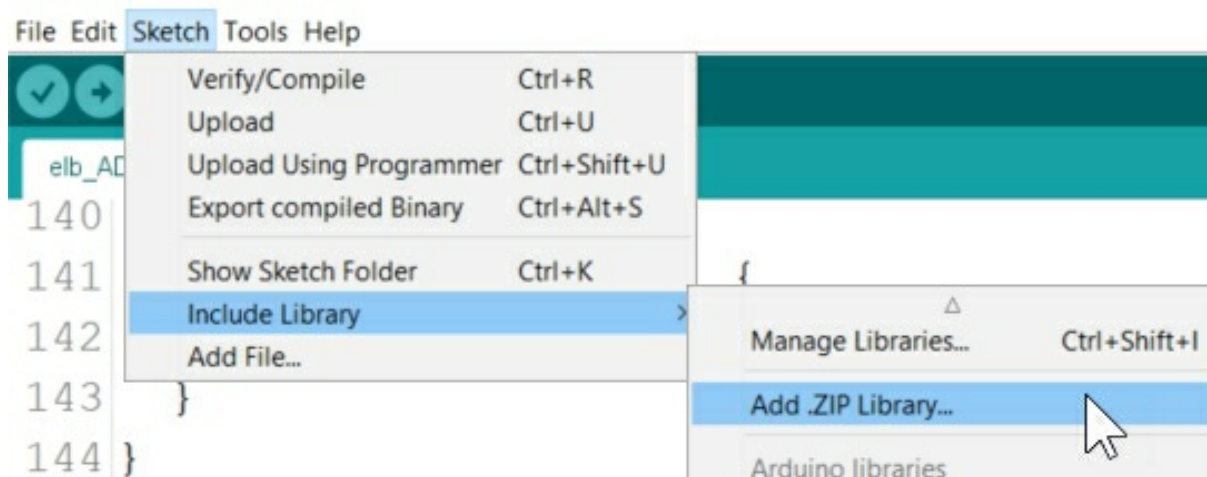 File Edit Sketch Tools Help
Verify/Compile Ctrl+R
Upload Ctrl+U
Upload Using Programmer Ctrl+Shift+U
Export compiled Binary Ctrl+Alt+S
Show Sketch Folder Ctrl+K
Include Library >
Add File...
Manage Libraries... Ctrl+Shift+I
Add .ZIP Library...
Arduino libraries
elb_AD
140
141 {
142
143 }
144 }